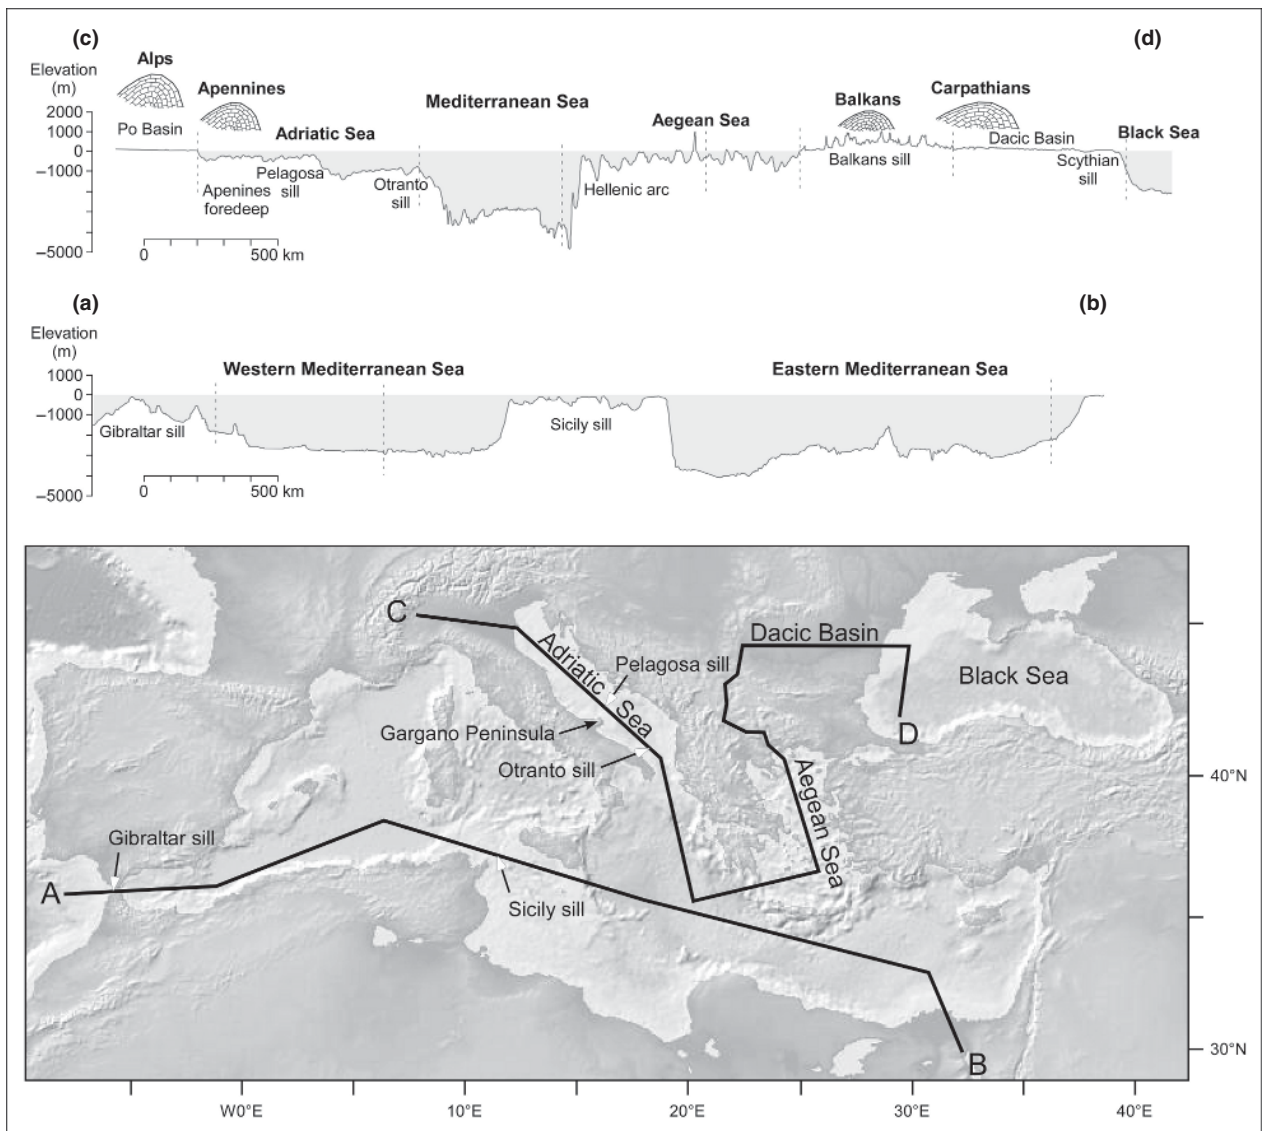 (c)
(d)
Alps
Elevation
(m)
Apennines
Carpathians
Mediterranean Sea
Balkans
2000
1000
0
–1000
–5000
Po Basin
Adriatic Sea
Aegean Sea
Dacic Basin
Black Sea
Pelagosa
sill
Apenines
foredeep
Otranto
sill
Hellenic arc
Balkans sill
Scythian
sill
0
500 km
(a)
(b)
Elevation
(m)
Western Mediterranean Sea
Eastern Mediterranean Sea
1000
0
–1000
–5000
Gibraltar sill
Sicily sill
0
500 km
C
Dacic Basin
Adriatic Sea
Pelagosa sill
Black Sea
Gargano Peninsula
D
Otranto sill
Aegean Sea
40°N
Gibraltar sill
A
Sicily sill
B
30°N
W0°E
10°E
20°E
30°E
40°E